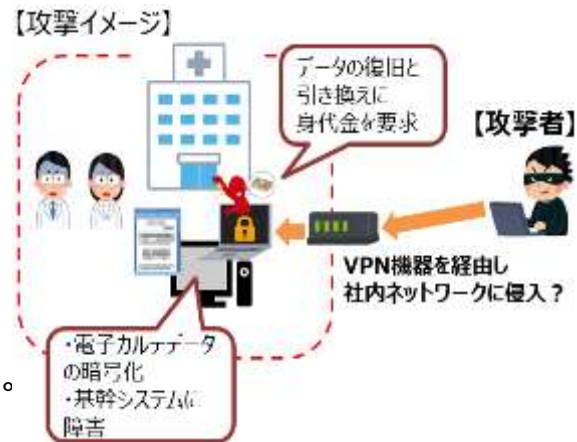 【攻撃イメージ】
データの復旧と
引き換えに
身代金を要求
【攻撃者】
VPN機器を経由し
社内ネットワークに侵入？
・電子カルテデータ
の暗号化
・基幹システムに
障害
。